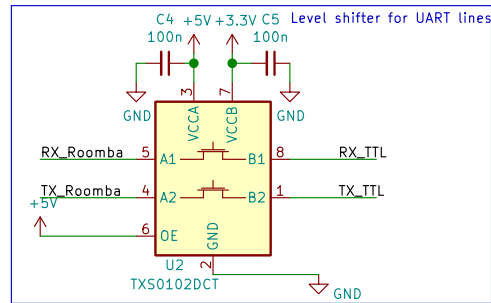 Level shifter for UART lines
C4
100n
+5V
+3.3V
C5
100n
GND
GND
3
7
VCCA
VCCB
RX_Roomba
5
A1
B1
8
RX_TTL
TX_Roomba
4
A2
B2
1
TX_TTL
+5V
6
OE
GND
U2
2
TXS0102DCT
GND